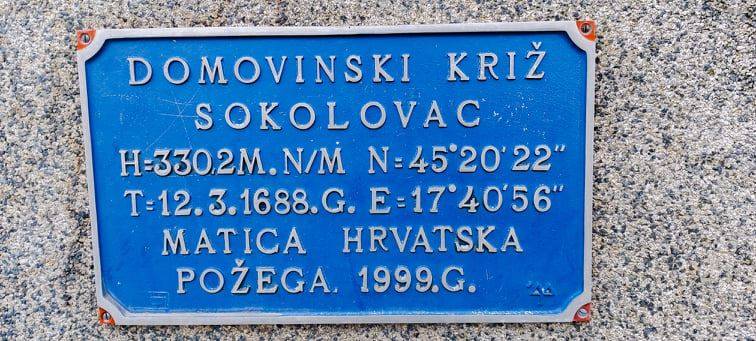 DOMOVINSKI KRIŽ
SOKOLOVAC
H=330.2M. N/M N=45°20'22"
T=12.3.1688.G. E=17°40'56"
MATICA HRVATSKA
POŽEGA. 1999.G.